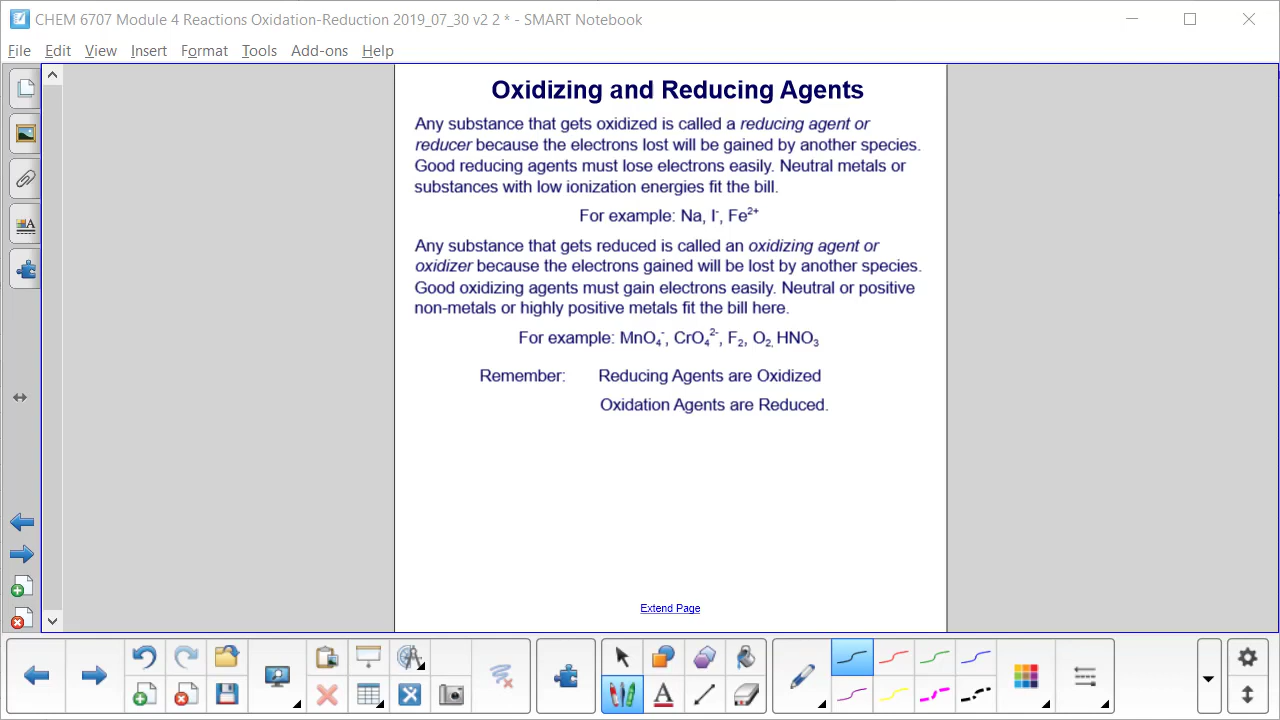 CHEM 6707 Module 4 Reactions Oxidation-Reduction 2019_07_30 v2 2 * - SMART Notebook
File Edit View Insert Format Tools Add-ons Help
Oxidizing and Reducing Agents
Any substance that gets oxidized is called a reducing agent or
reducer because the electrons lost will be gained by another species.
Good reducing agents must lose electrons easily. Neutral metals or
substances with low ionization energies fit the bill.
For example: Na, I⁻, Fe²⁺
Any substance that gets reduced is called an oxidizing agent or
oxidizer because the electrons gained will be lost by another species.
Good oxidizing agents must gain electrons easily. Neutral or positive
non-metals or highly positive metals fit the bill here.
For example: MnO₄⁻, CrO₄²⁻, F₂, O₂, HNO₃
Remember: Reducing Agents are Oxidized
Oxidation Agents are Reduced.
Extend Page